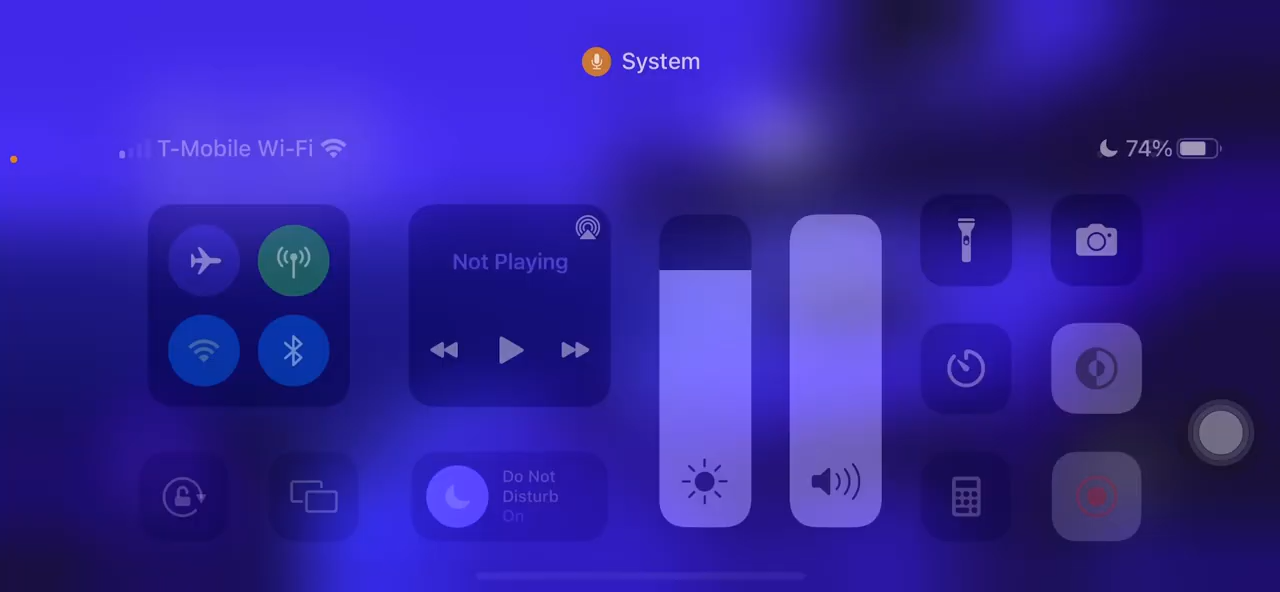 System
T-Mobile Wi-Fi
74%
Not Playing
Do Not
Disturb
On